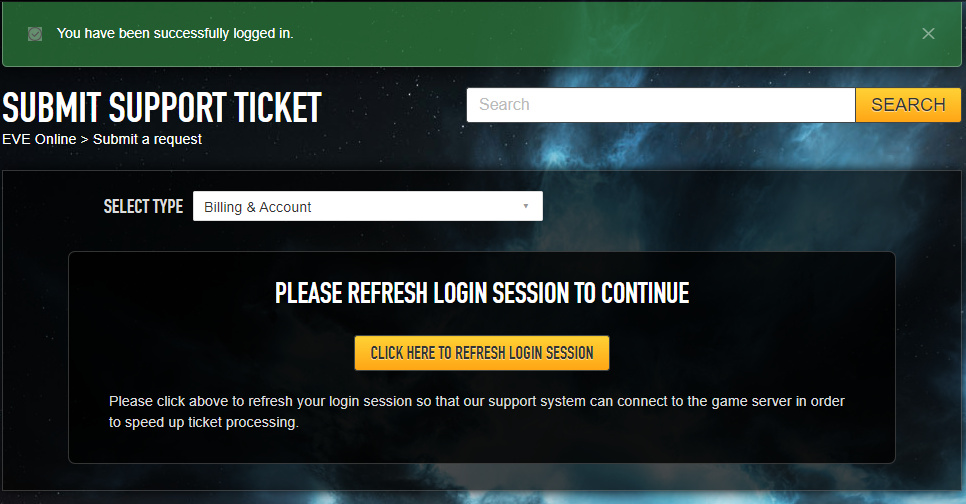 You have been successfully logged in.
SUBMIT SUPPORT TICKET
Search
SEARCH
EVE Online > Submit a request
SELECT TYPE
Billing & Account
PLEASE REFRESH LOGIN SESSION TO CONTINUE
CLICK HERE TO REFRESH LOGIN SESSION
Please click above to refresh your login session so that our support system can connect to the game server in order
to speed up ticket processing.